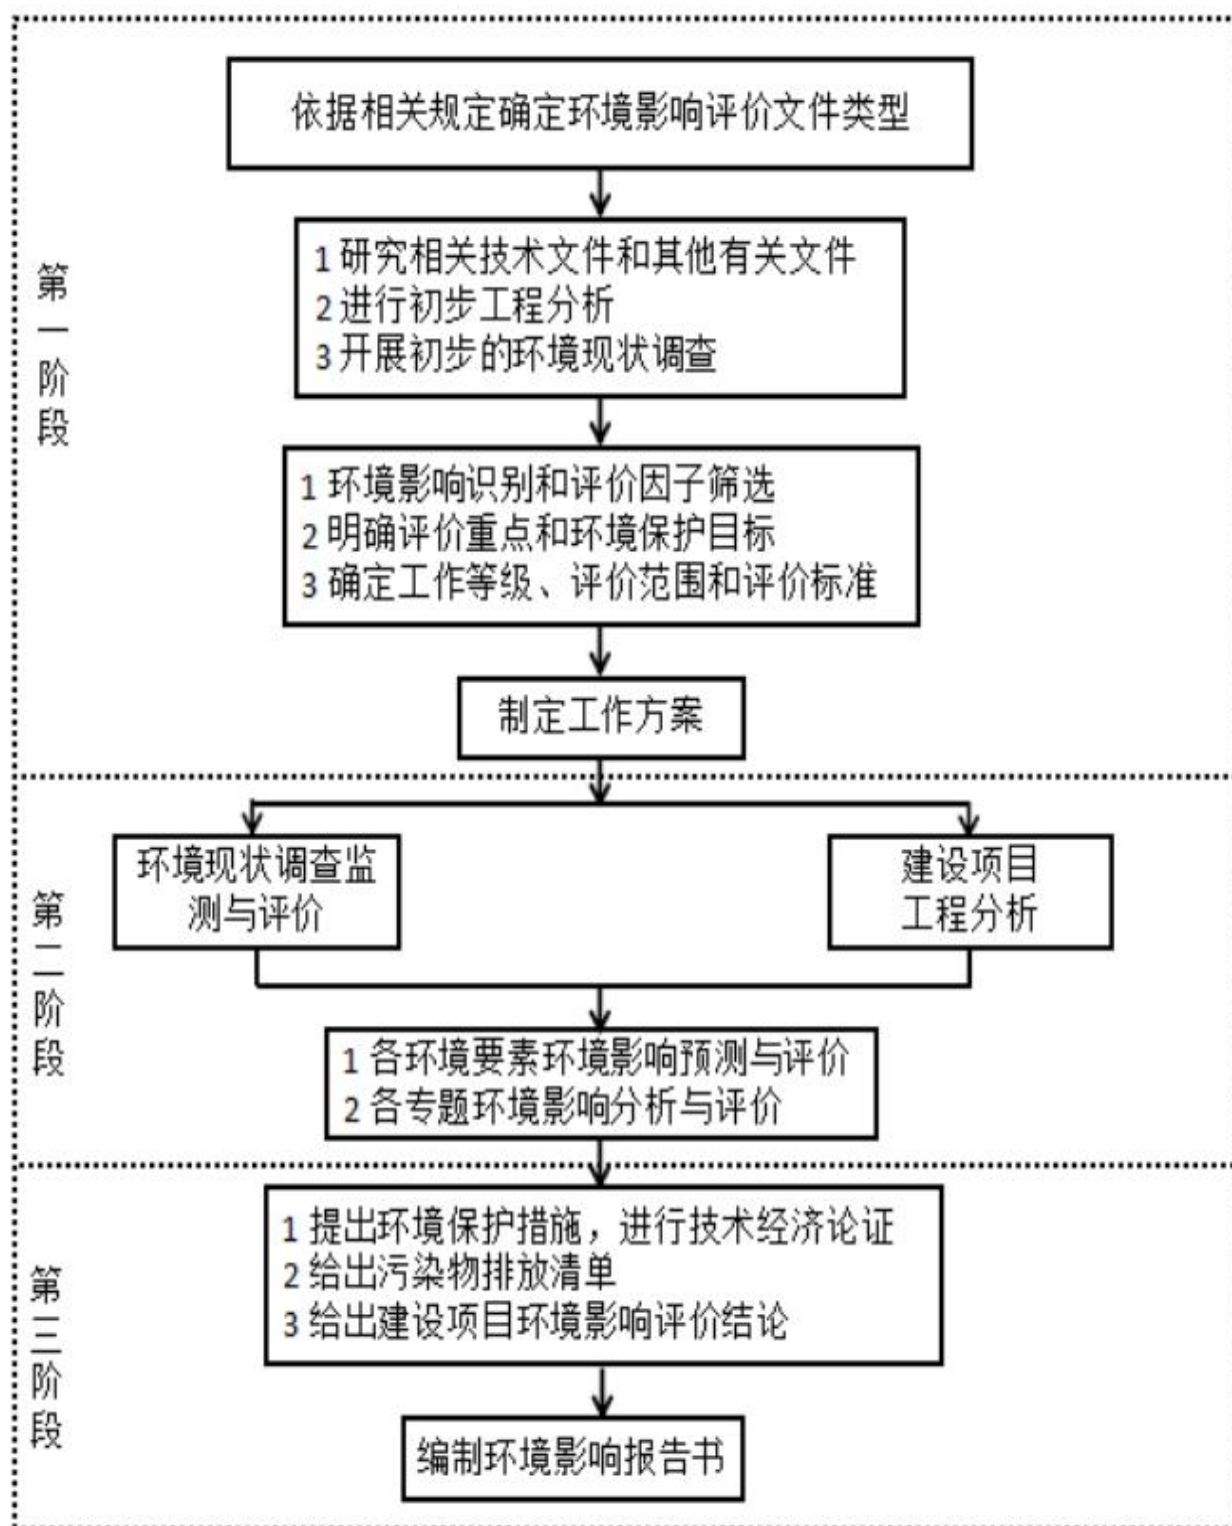 依据相关规定确定环境影响评价文件类型
第一阶段
1 研究相关技术文件和其他有关文件
2 进行初步工程分析
3 开展初步的环境现状调查
1 环境影响识别和评价因子筛选
2 明确评价重点和环境保护目标
3 确定工作等级、评价范围和评价标准
制定工作方案
第二阶段
环境现状调查监
测与评价
建设项目
工程分析
1 各环境要素环境影响预测与评价
2 各专题环境影响分析与评价
第三阶段
1 提出环境保护措施，进行技术经济论证
2 给出污染物排放清单
3 给出建设项目环境影响评价结论
编制环境影响报告书